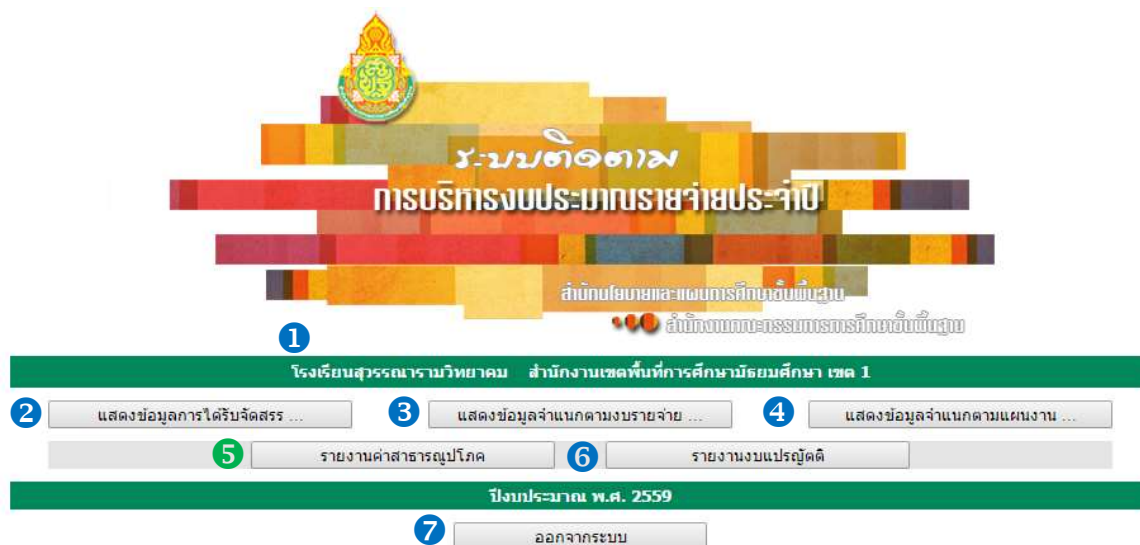 ระบบติดตาม
การบริหารงบประมาณรายจ่ายประจำปี
สำนักนโยบายและแผนการศึกษาขั้นพื้นฐาน
สำนักงานคณะกรรมการการศึกษาขั้นพื้นฐาน
1
โรงเรียนสุวรรณารามวิทยาคม สำนักงานเขตพื้นที่การศึกษามัธยมศึกษา เขต 1
2 แสดงข้อมูลการได้รับจัดสรร ... 3 แสดงข้อมูลจำแนกตามงบรายจ่าย ... 4 แสดงข้อมูลจำแนกตามแผนงาน ...
5 รายงานค่าสาธารณูปโภค 6 รายงานงบแปรญัตติ
ปีงบประมาณ พ.ศ. 2559
7 ออกจากระบบ